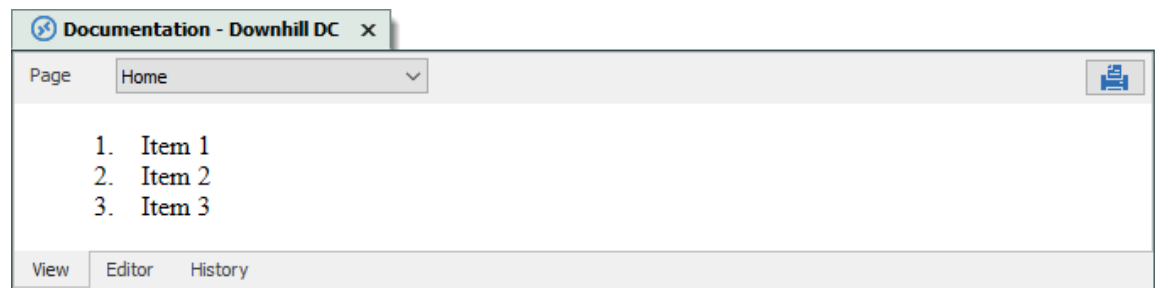 Documentation - Downhill DC x
Page Home
1. Item 1
2. Item 2
3. Item 3
View Editor History